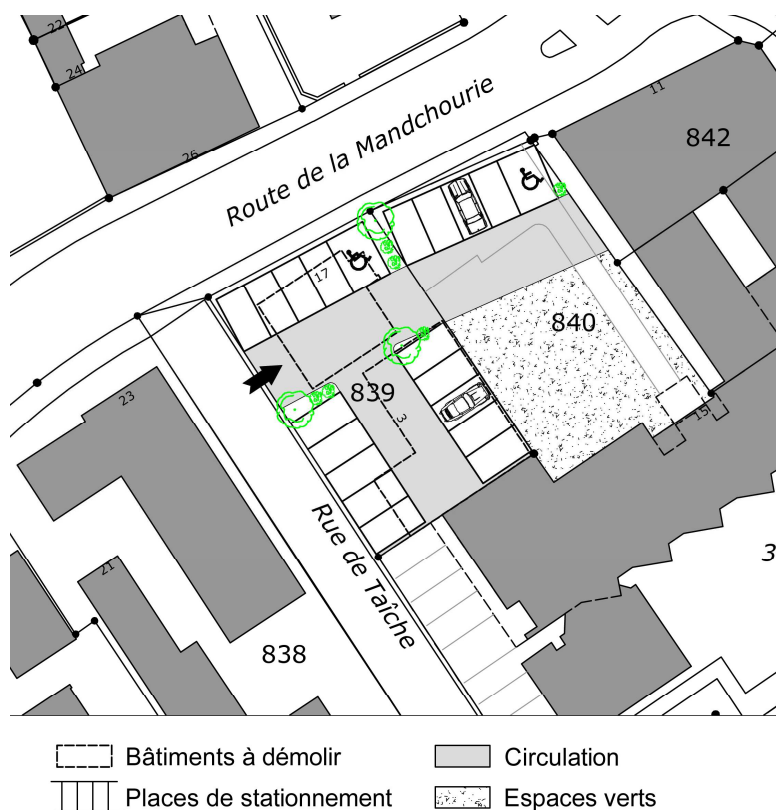 22
24
26
11
842
Route de la Mandchourie
17
840
839
3
23
15
Rue de Taîche
21
838
3
Bâtiments à démolir
Circulation
Places de stationnement
Espaces verts